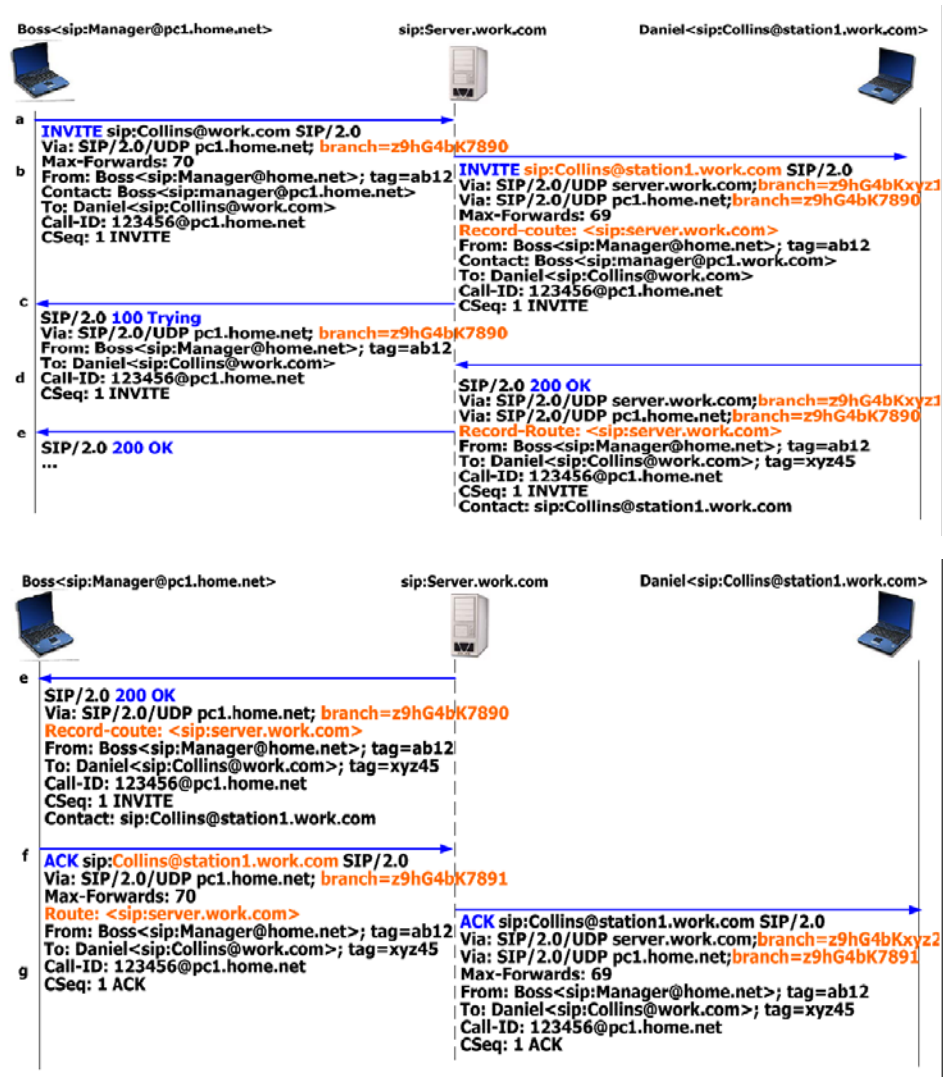 Boss<sip:Manager@pc1.home.net>
sip:Server.work.com
Daniel<sip:Collins@station1.work.com>
a
INVITE sip:Collins@work.com SIP/2.0
Via: SIP/2.0/UDP pc1.home.net; branch=z9hG4bK7890
Max-Forwards: 70
b
From: Boss<sip:Manager@home.net>; tag=ab12
Contact: Boss<sip:manager@pc1.home.net>
To: Daniel<sip:Collins@work.com>
Call-ID: 123456@pc1.home.net
CSeq: 1 INVITE
INVITE sip:Collins@station1.work.com SIP/2.0
Via: SIP/2.0/UDP server.work.com;branch=z9hG4bKxyz1
Via: SIP/2.0/UDP pc1.home.net;branch=z9hG4bK7890
Max-Forwards: 69
Record-coute: <sip:server.work.com>
From: Boss<sip:Manager@home.net>; tag=ab12
Contact: Boss<sip:manager@pc1.work.com>
To: Daniel<sip:Collins@work.com>
Call-ID: 123456@pc1.home.net
CSeq: 1 INVITE
c
SIP/2.0 100 Trying
Via: SIP/2.0/UDP pc1.home.net; branch=z9hG4bK7890
From: Boss<sip:Manager@home.net>; tag=ab12
To: Daniel<sip:Collins@work.com>
d
Call-ID: 123456@pc1.home.net
CSeq: 1 INVITE
SIP/2.0 200 OK
Via: SIP/2.0/UDP server.work.com;branch=z9hG4bKxyz1
Via: SIP/2.0/UDP pc1.home.net;branch=z9hG4bK7890
Record-Route: <sip:server.work.com>
From: Boss<sip:Manager@home.net>; tag=ab12
To: Daniel<sip:Collins@work.com>; tag=xyz45
Call-ID: 123456@pc1.home.net
CSeq: 1 INVITE
Contact: sip:Collins@station1.work.com
e
SIP/2.0 200 OK
...
Boss<sip:Manager@pc1.home.net>
sip:Server.work.com
Daniel<sip:Collins@station1.work.com>
e
SIP/2.0 200 OK
Via: SIP/2.0/UDP pc1.home.net; branch=z9hG4bK7890
Record-coute: <sip:server.work.com>
From: Boss<sip:Manager@home.net>; tag=ab12
To: Daniel<sip:Collins@work.com>; tag=xyz45
Call-ID: 123456@pc1.home.net
CSeq: 1 INVITE
Contact: sip:Collins@station1.work.com
f
ACK sip:Collins@station1.work.com SIP/2.0
Via: SIP/2.0/UDP pc1.home.net; branch=z9hG4bK7891
Max-Forwards: 70
Route: <sip:server.work.com>
From: Boss<sip:Manager@home.net>; tag=ab12
To: Daniel<sip:Collins@work.com>; tag=xyz45
g
Call-ID: 123456@pc1.home.net
CSeq: 1 ACK
ACK sip:Collins@station1.work.com SIP/2.0
Via: SIP/2.0/UDP server.work.com;branch=z9hG4bKxyz2
Via: SIP/2.0/UDP pc1.home.net;branch=z9hG4bK7891
Max-Forwards: 69
From: Boss<sip:Manager@home.net>; tag=ab12
To: Daniel<sip:Collins@work.com>; tag=xyz45
Call-ID: 123456@pc1.home.net
CSeq: 1 ACK